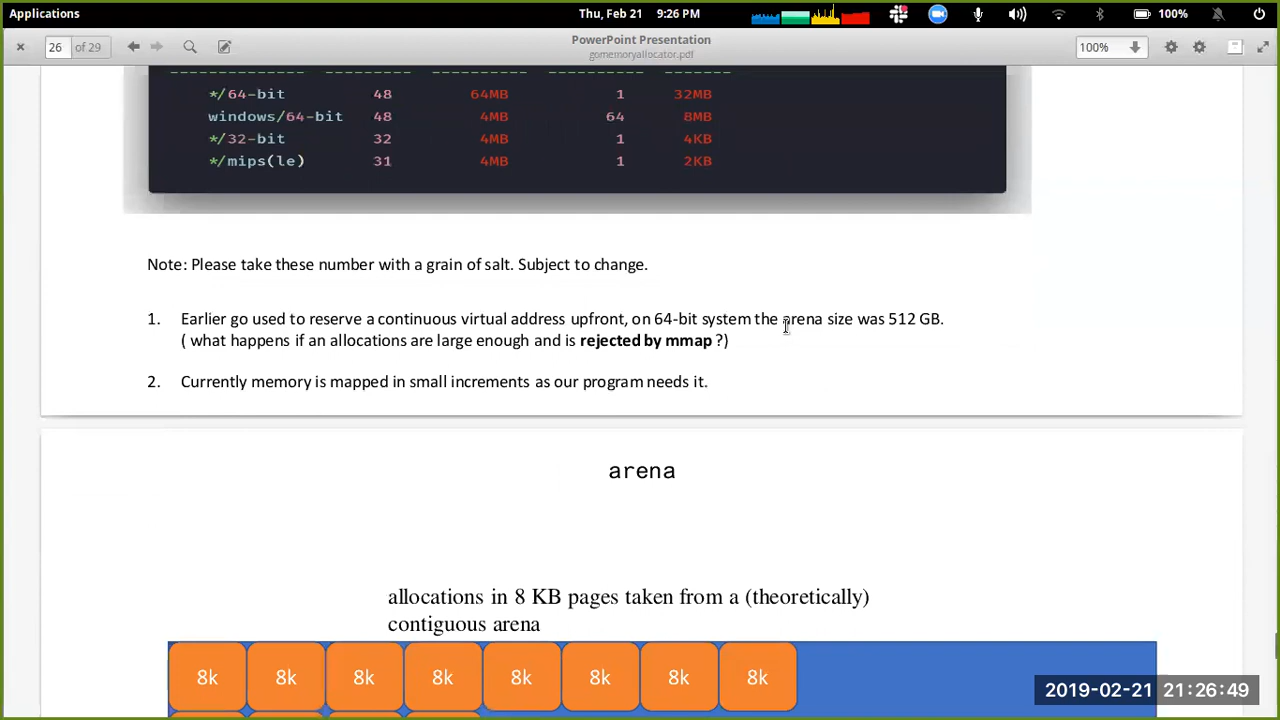 Applications
Thu, Feb 21 9:26 PM
100%
26 of 29
PowerPoint Presentation
gomemoryallocator.pdf
100%
-------------- --------- ---------- ---------- -------
*/64-bit 48 64MB 1 32MB
windows/64-bit 48 4MB 64 8MB
*/32-bit 32 4MB 1 4KB
*/mips(le) 31 4MB 1 2KB
Note: Please take these number with a grain of salt. Subject to change.
1. Earlier go used to reserve a continuous virtual address upfront, on 64-bit system the arena size was 512 GB.
( what happens if an allocations are large enough and is rejected by mmap ?)
2. Currently memory is mapped in small increments as our program needs it.
arena
allocations in 8 KB pages taken from a (theoretically)
contiguous arena
8k 8k 8k 8k 8k 8k 8k 8k
2019-02-21 21:26:49